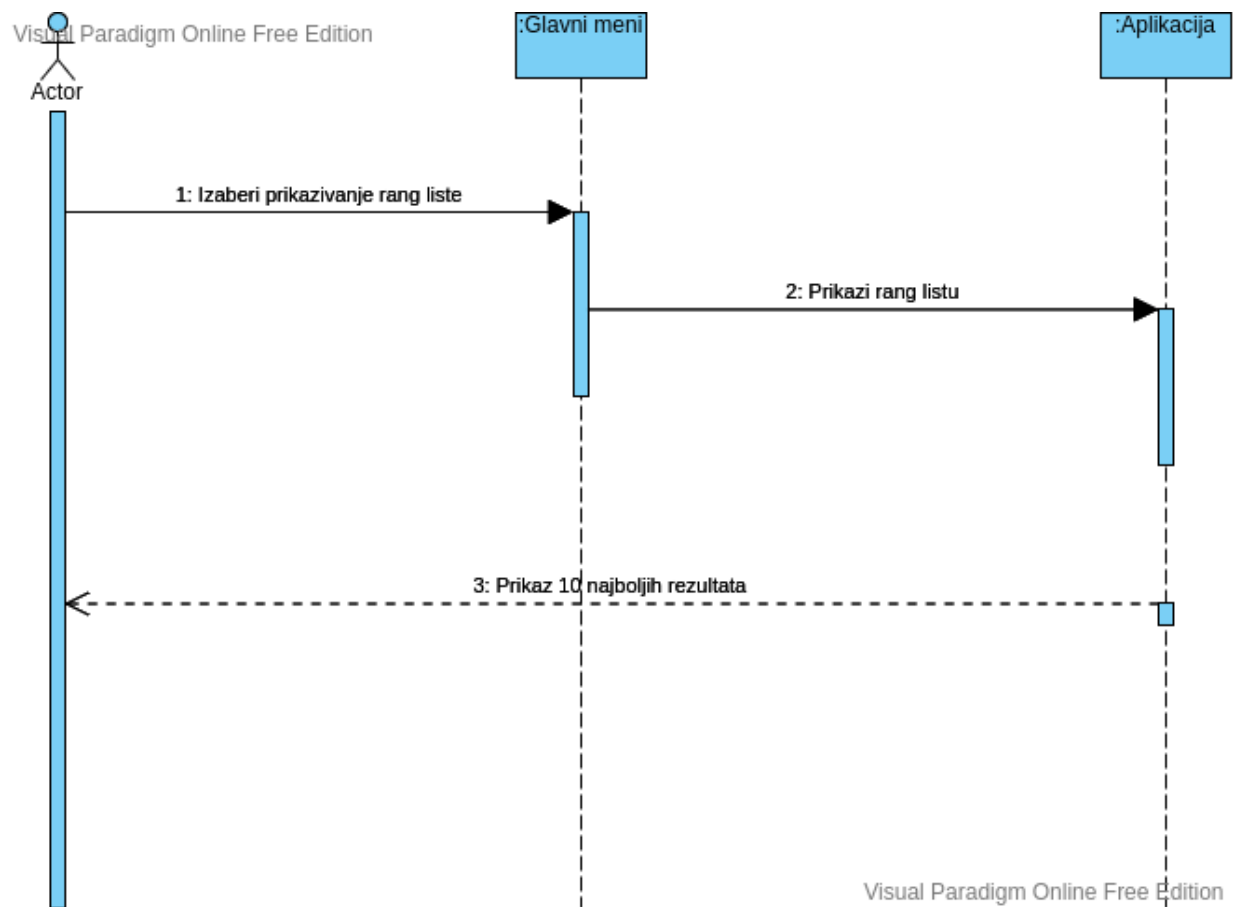 Visual Paradigm Online Free Edition
:Glavni meni
:Aplikacija
Actor
1: Izaberi prikazivanje rang liste
2: Prikazi rang listu
3: Prikaz 10 najboljih rezultata
Visual Paradigm Online Free Edition